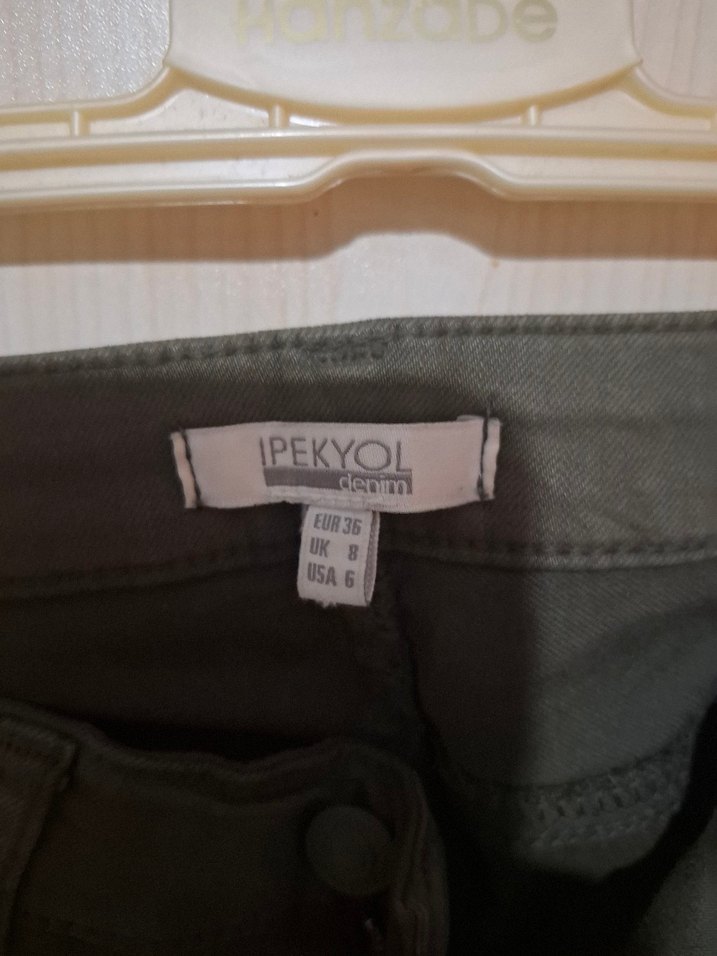 Hanzade
IPEKYOL
denim
EUR 36
UK 8
USA 6